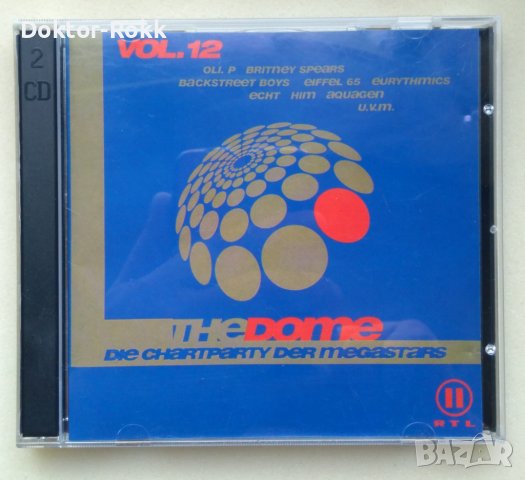 Doktor-Rokk
2
CD
VOL.12
OLI. P BRITNEY SPEARS
BACKSTREET BOYS EIFFEL 65 EURYTHMICS
ECHT HIM AQUAGEN
U.V.M.
THE DOME
DIE CHARTPARTY DER MEGASTARS
II
RTL
BAZAR
.bg